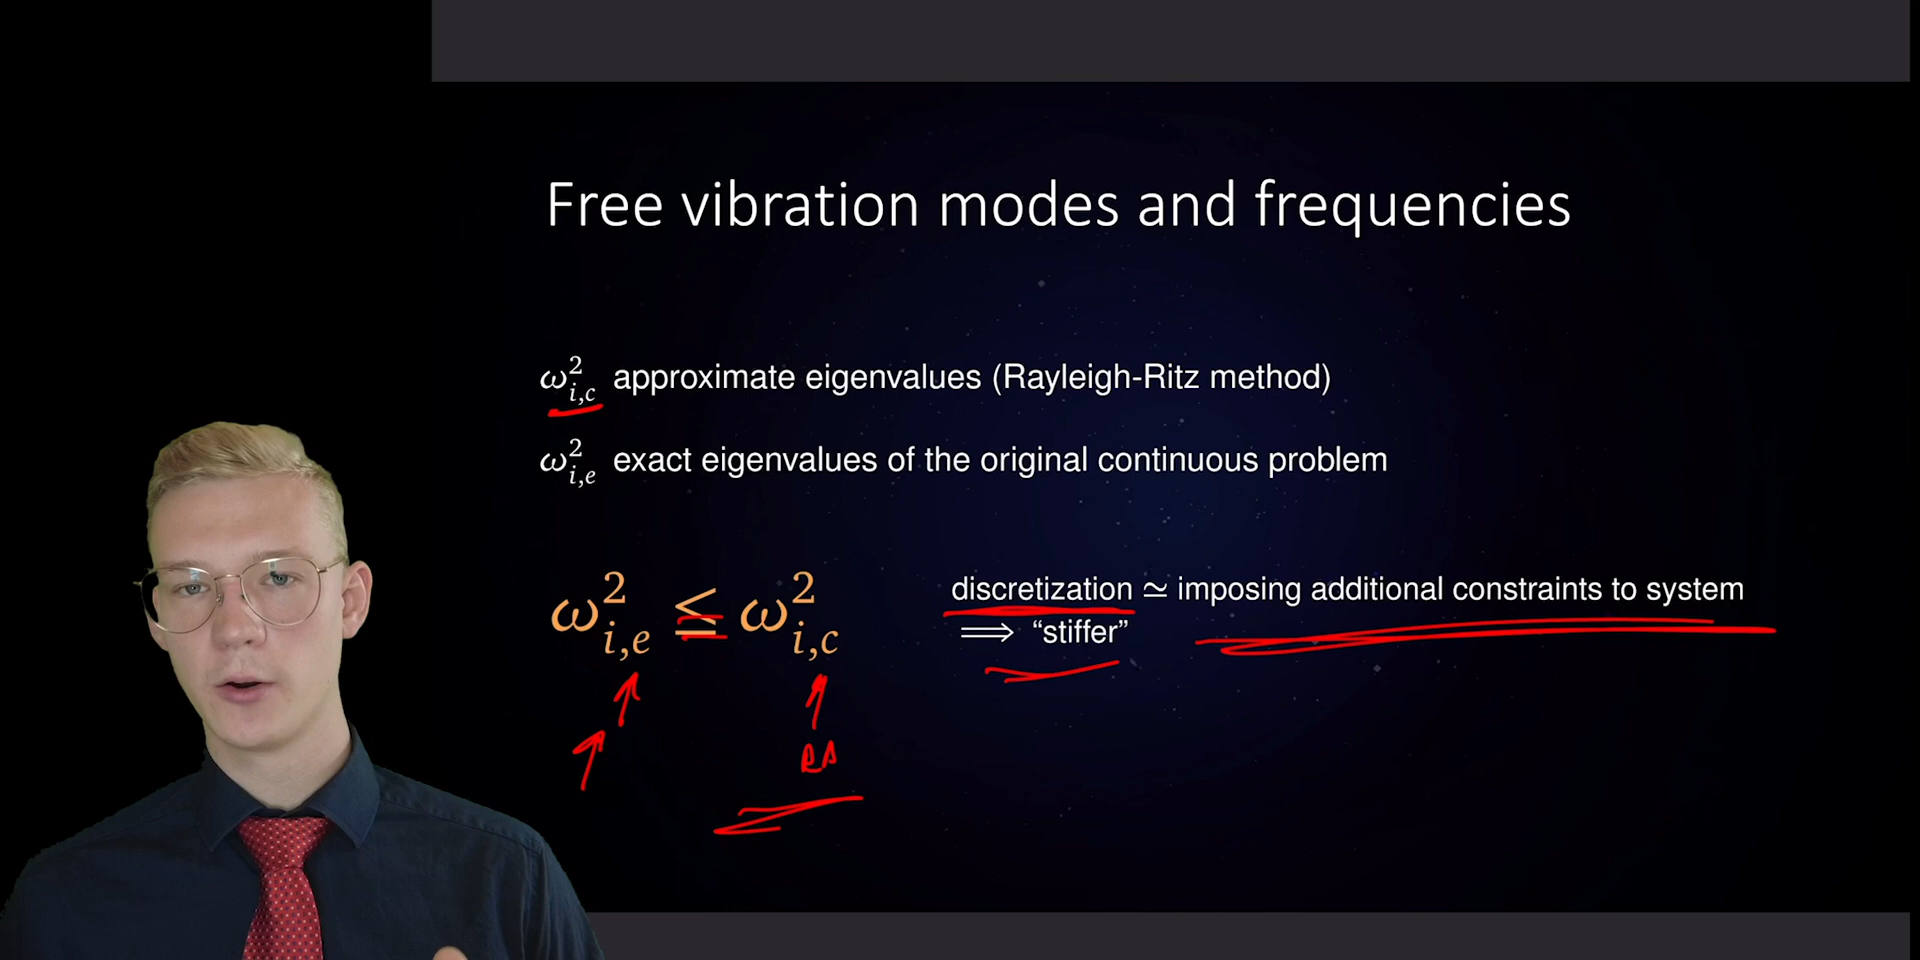 Free vibration modes and frequencies
ω²ᵢ,c approximate eigenvalues (Rayleigh-Ritz method)
ω²ᵢ,e exact eigenvalues of the original continuous problem
ω²ᵢ,e ≤ ω²ᵢ,c
discretization ≃ imposing additional constraints to system
⟹ “stiffer”